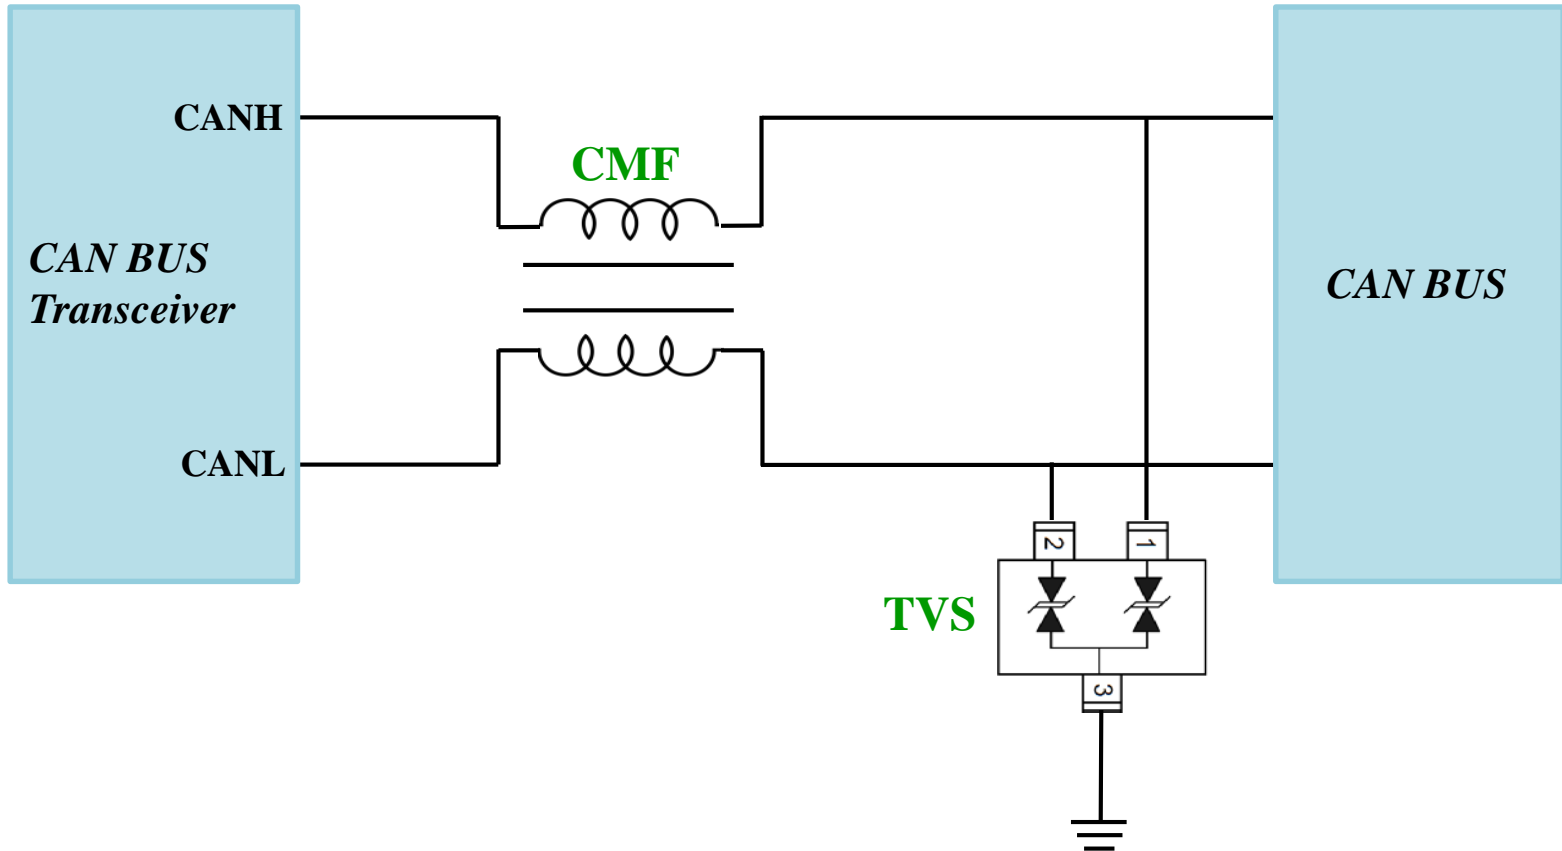 CANH
CMF
CAN BUS
Transceiver
CAN BUS
CANL
2
1
TVS
3